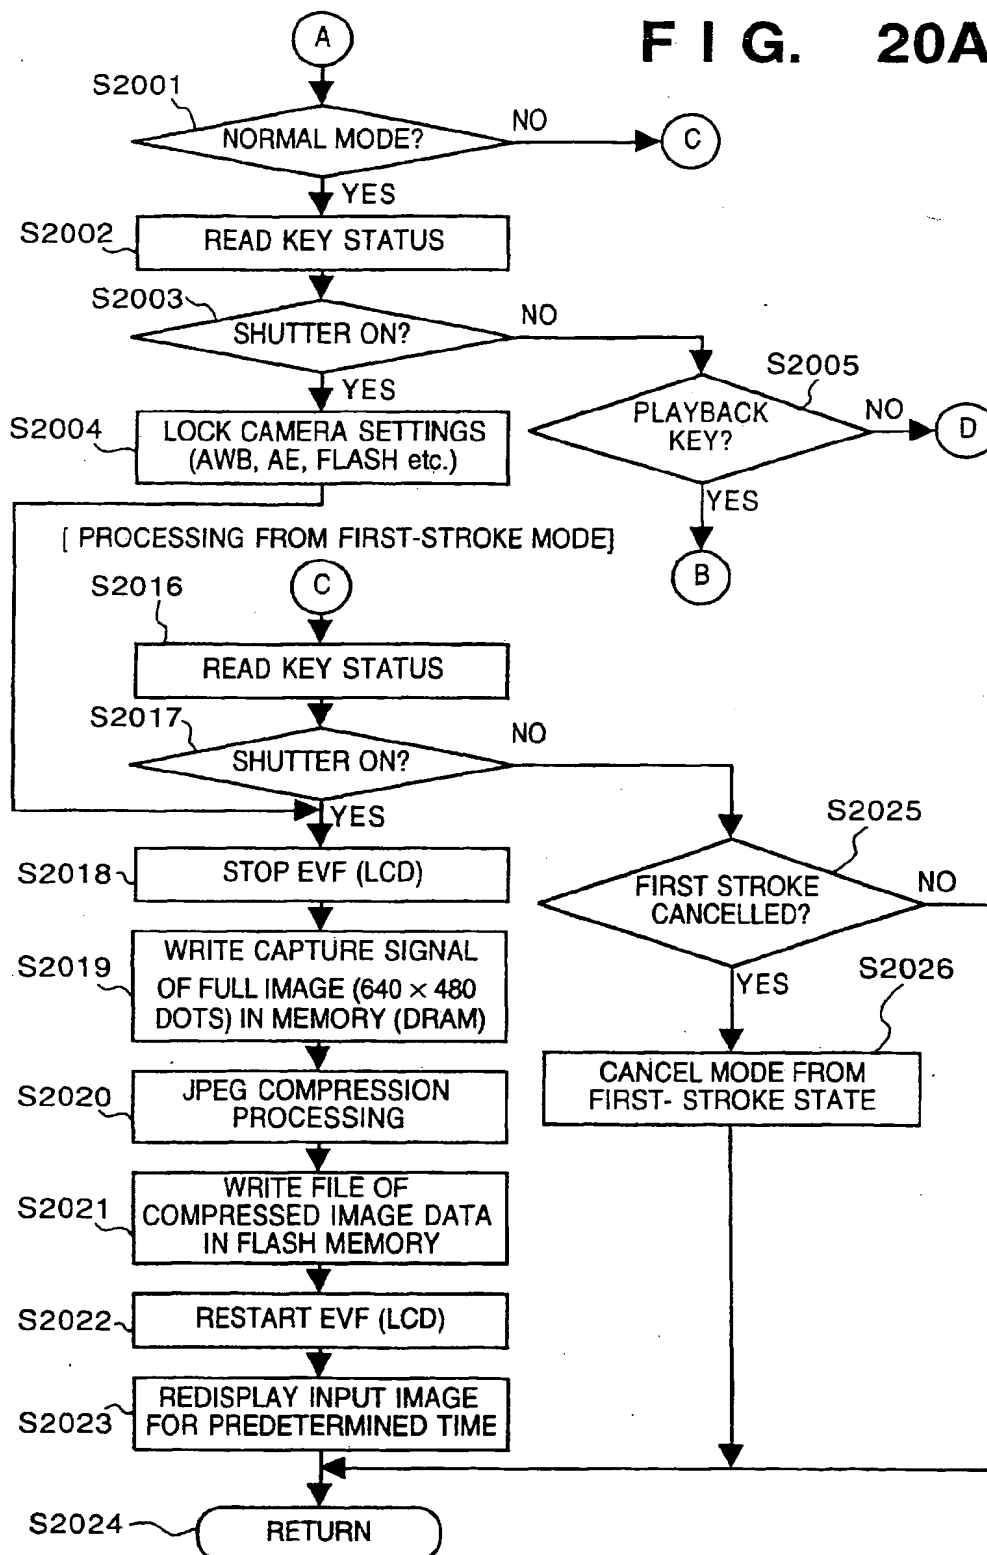 FIG. 20A
A
S2001
NORMAL MODE?
NO
C
YES
S2002
READ KEY STATUS
S2003
SHUTTER ON?
NO
YES
S2005
PLAYBACK
KEY?
NO
D
YES
B
S2004
LOCK CAMERA SETTINGS
(AWB, AE, FLASH etc.)
[ PROCESSING FROM FIRST-STROKE MODE]
C
S2016
READ KEY STATUS
S2017
SHUTTER ON?
NO
YES
S2025
FIRST STROKE
CANCELLED?
NO
YES
S2026
CANCEL MODE FROM
FIRST- STROKE STATE
S2018
STOP EVF (LCD)
S2019
WRITE CAPTURE SIGNAL
OF FULL IMAGE (640 × 480
DOTS) IN MEMORY (DRAM)
S2020
JPEG COMPRESSION
PROCESSING
S2021
WRITE FILE OF
COMPRESSED IMAGE DATA
IN FLASH MEMORY
S2022
RESTART EVF (LCD)
S2023
REDISPLAY INPUT IMAGE
FOR PREDETERMINED TIME
S2024
RETURN